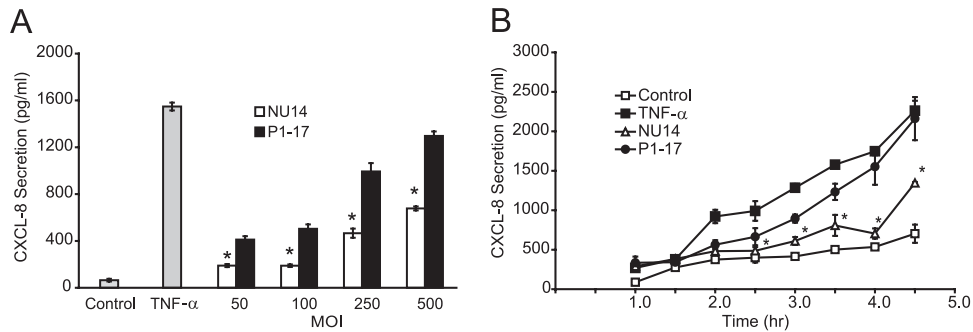 A
CXCL-8 Secretion (pg/ml)
2000
1600
1200
800
400
0
NU14
P1-17
*
*
*
*
Control
TNF-α
50
100
250
500
MOI
B
CXCL-8 Secretion (pg/ml)
3000
2500
2000
1500
1000
500
0
Control
TNF-α
NU14
P1-17
*
*
*
*
*
1.0
2.0
3.0
4.0
5.0
Time (hr)